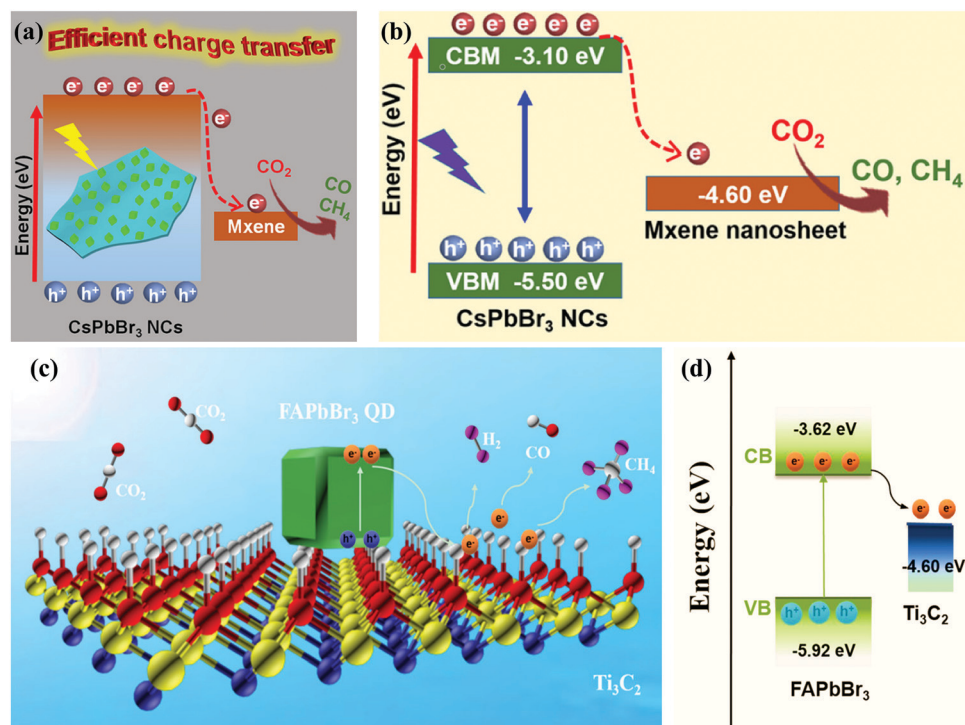 (a)
Efficient charge transfer
e- e- e- e-
e-
CO2
CO
CH4
e-
Mxene
Energy (eV)
h+ h+ h+ h+ h+
CsPbBr3 NCs
(b)
e- e- e- e- e-
CBM -3.10 eV
Energy (eV)
e-
CO2
CO, CH4
-4.60 eV
Mxene nanosheet
h+ h+ h+ h+ h+
VBM -5.50 eV
CsPbBr3 NCs
(c)
CO2
CO2
FAPbBr3 QD
e- e-
H2
CO
CH4
e-
e- e-
h+ h+
Ti3C2
(d)
Energy (eV)
-3.62 eV
CB
e- e- e-
e- e-
-4.60 eV
Ti3C2
VB
h+ h+ h+
-5.92 eV
FAPbBr3